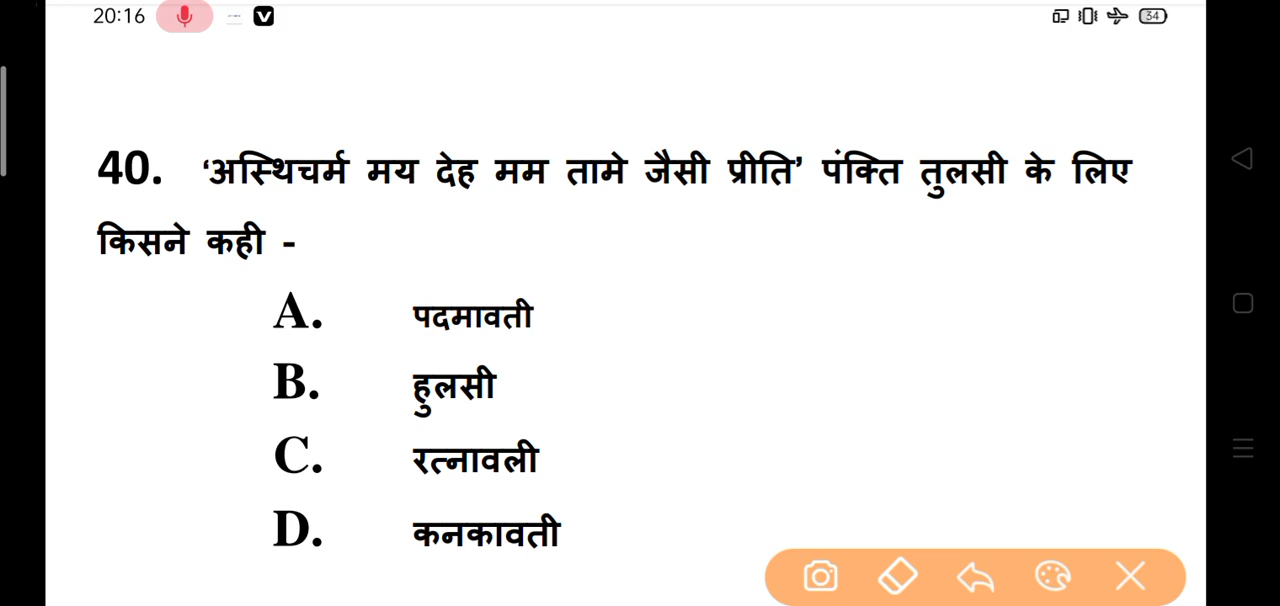 20:16
34
40. ‘अस्थिचर्म मय देह मम तामे जैसी प्रीति’ पंक्ति तुलसी के लिए
किसने कही -
A. पदमावती
B. हुलसी
C. रत्नावली
D. कनकावती